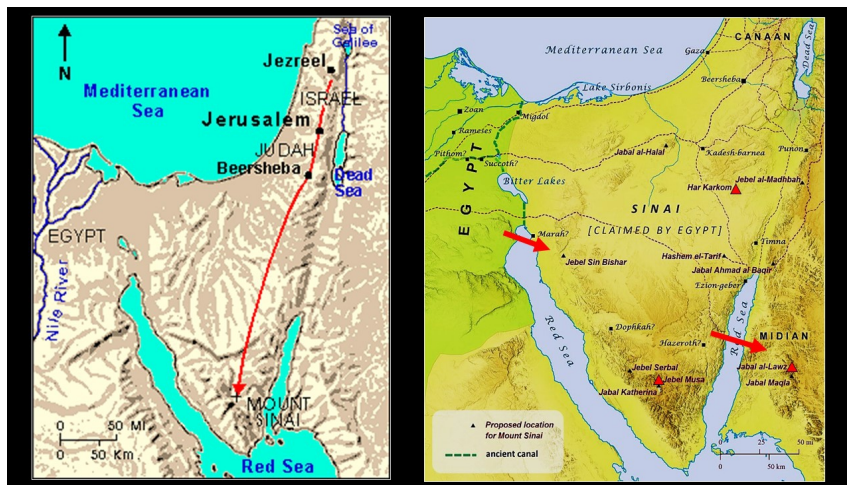 Sea of
Galilee
N
Jezreel
ISRAEL
Mediterranean
Sea
Jerusalem
JUDAH
Beersheba
Dead
Sea
EGYPT
Nile River
MOUNT
SINAI
0 50 MI
0 50 KM
Red Sea
Mediterranean Sea
CANAAN
Gaza
Dead Sea
Beersheba
Lake Sirbonis
Zoan
Migdol
Rameses
Jabal al-Halal
Kadesh-barnea
Punon
Pithom?
Succoth?
EGYPT
Bitter Lakes
Jebel al-Madhbah
Har Karkom
SINAI
[CLAIMED BY EGYPT]
Marah?
Timna
Jebel Sin Bishar
Hashem el-Tarif
Jabal Ahmad al Baqir
Ezion-geber
Red Sea
Red Sea
Dophkah?
Hazeroth?
MIDIAN
Jebel Serbal
Jebel Musa
Jabal Katherina
Jabal al-Lawz
Jabal Maqla
Proposed location
for Mount Sinai
ancient canal
0 25 50 mi
0 50 km